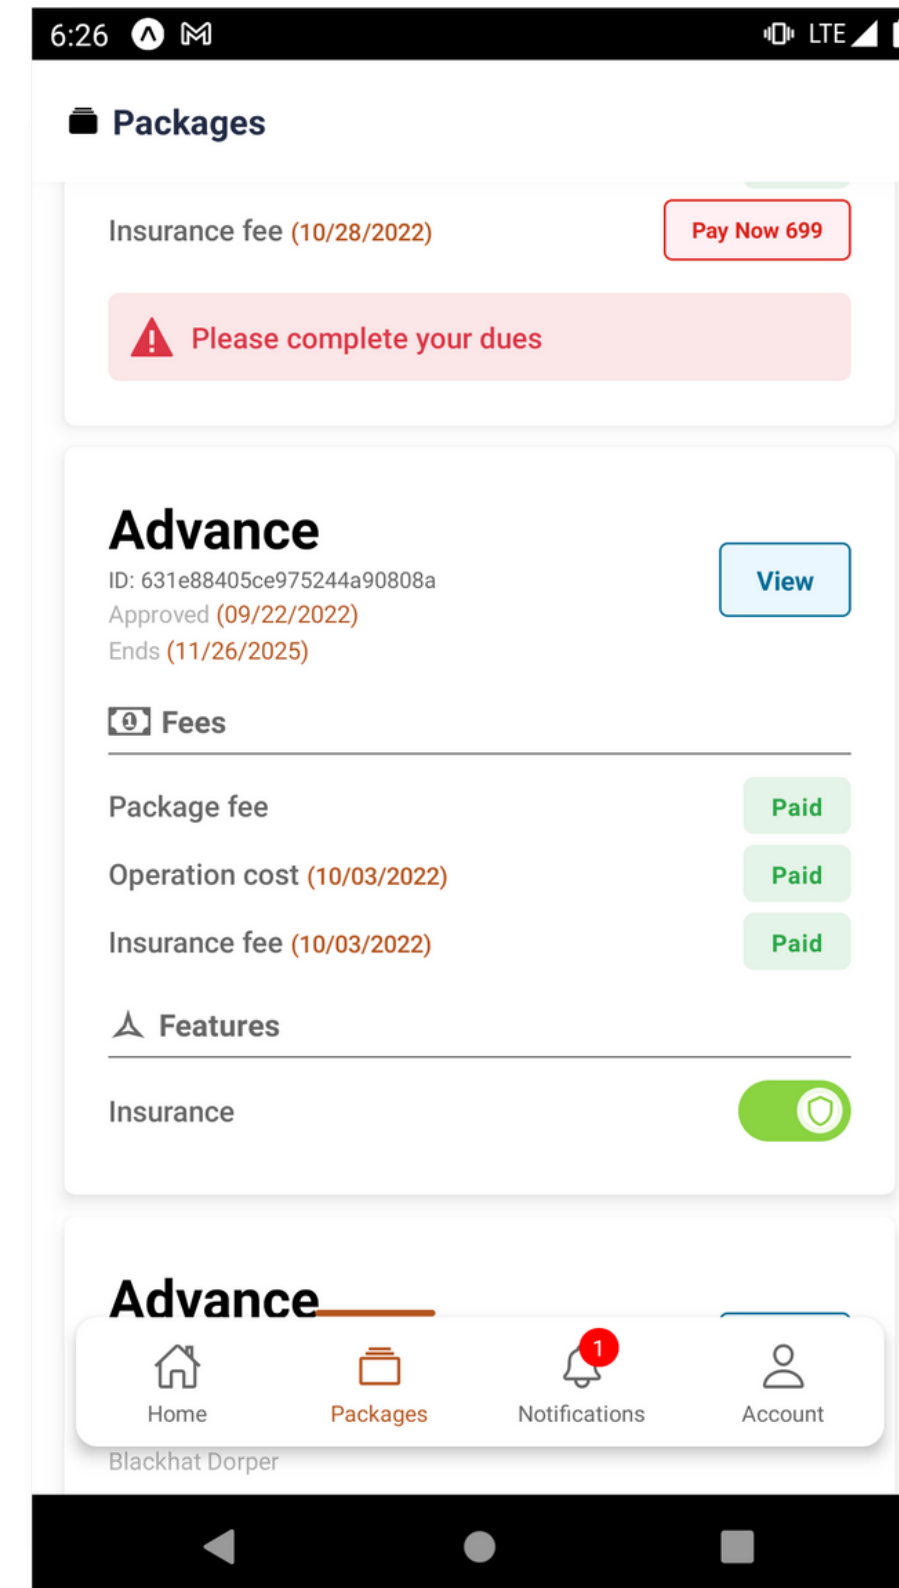 6:26
LTE
Packages
Insurance fee (10/28/2022)
Pay Now 699
Please complete your dues
Advance
ID: 631e88405ce975244a90808a
Approved (09/22/2022)
Ends (11/26/2025)
View
Fees
Package fee
Paid
Operation cost (10/03/2022)
Paid
Insurance fee (10/03/2022)
Paid
Features
Insurance
Advance
1
Home
Packages
Notifications
Account
Blackhat Dorper